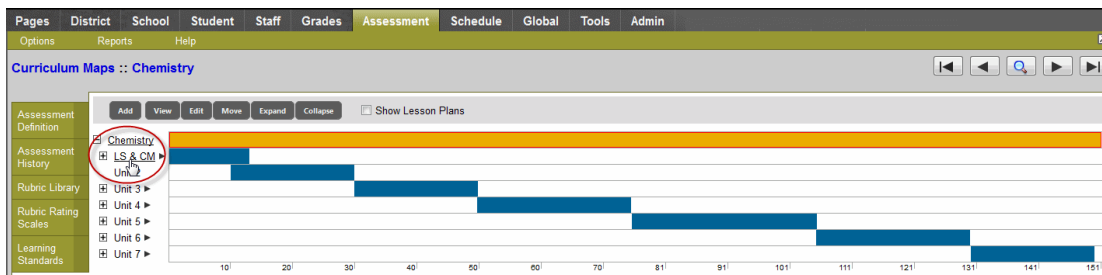 Pages District School Student Staff Grades Assessment Schedule Global Tools Admin
Options Reports Help
Curriculum Maps :: Chemistry
Assessment Definition
Assessment History
Rubric Library
Rubric Rating Scales
Learning Standards
Add View Edit Move Expand Collapse Show Lesson Plans
Chemistry
LS & CM
Unit 2
Unit 3
Unit 4
Unit 5
Unit 6
Unit 7
10 20 30 40 50 60 70 81 91 101 111 121 131 141 151